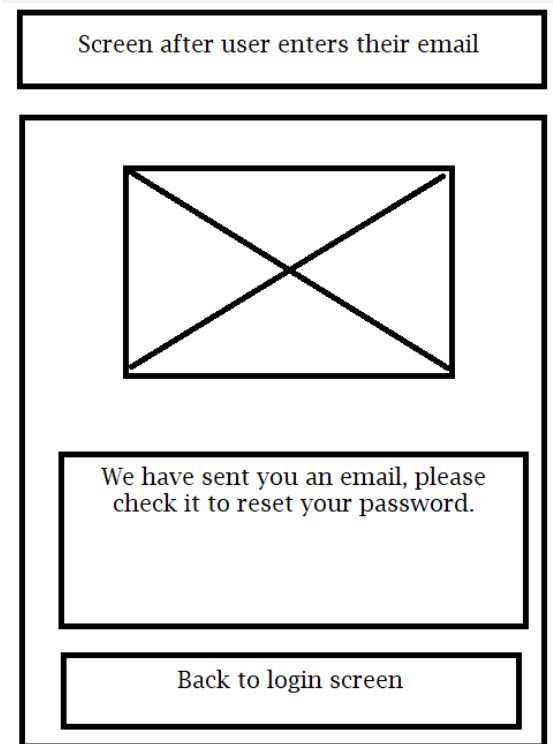 Screen after user enters their email
We have sent you an email, please
check it to reset your password.
Back to login screen